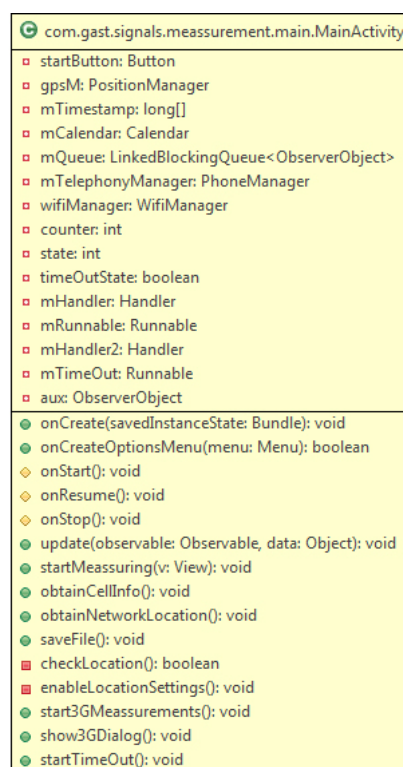 C com.gast.signals.meassurement.main.MainActivity
startButton: Button
gpsM: PositionManager
mTimestamp: long[]
mCalendar: Calendar
mQueue: LinkedBlockingQueue<ObserverObject>
mTelephonyManager: PhoneManager
wifiManager: WifiManager
counter: int
state: int
timeOutState: boolean
mHandler: Handler
mRunnable: Runnable
mHandler2: Handler
mTimeOut: Runnable
aux: ObserverObject
onCreate(savedInstanceState: Bundle): void
onCreateOptionsMenu(menu: Menu): boolean
onStart(): void
onResume(): void
onStop(): void
update(observable: Observable, data: Object): void
startMeassuring(v: View): void
obtainCellInfo(): void
obtainNetworkLocation(): void
saveFile(): void
checkLocation(): boolean
enableLocationSettings(): void
start3GMeassurements(): void
show3GDialog(): void
startTimeOut(): void